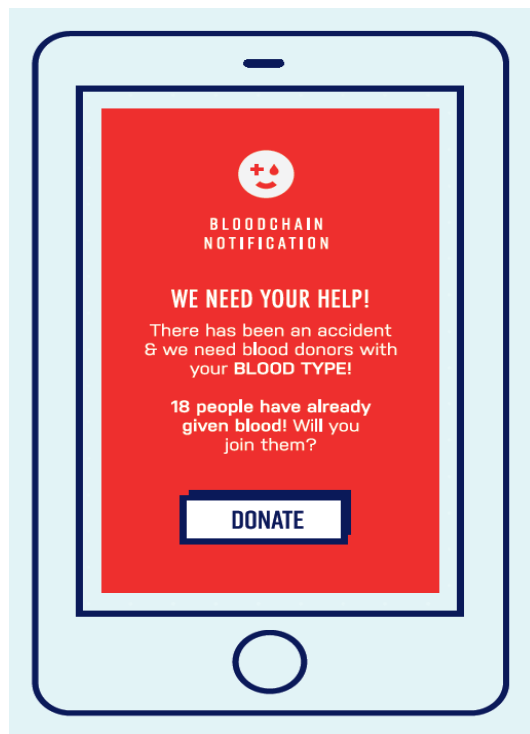 BLOODCHAIN
NOTIFICATION
WE NEED YOUR HELP!
There has been an accident
& we need blood donors with
your BLOOD TYPE!
18 people have already
given blood! Will you
join them?
DONATE